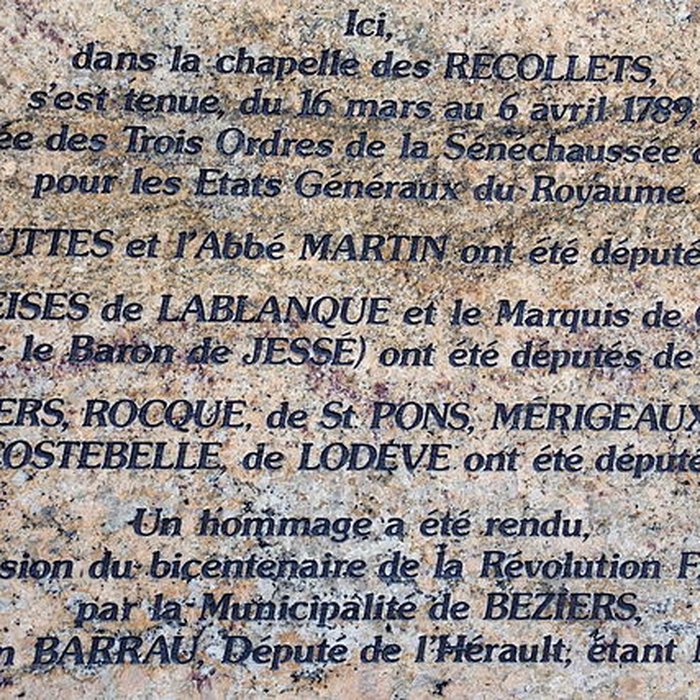 Ici,
dans la chapelle des RECOLLETS,
s'est tenue, du 16 mars au 6 avril 1789
ée des Trois Ordres de la Sénéchaussée
pour les Etats Généraux du Royaume.
UTTES et l'Abbé MARTIN ont été députe
EISES de LABLANQUE et le Marquis de
: le Baron de JESSÉ) ont été députés de
ERS, ROCQUE, de St PONS, MÉRIGEAUX
COSTEBELLE, de LODÈVE ont été députe
Un hommage a été rendu,
sion du bicentenaire de la Révolution F
par la Municipalité de BEZIERS,
n BARRAU, Député de l'Hérault, étant